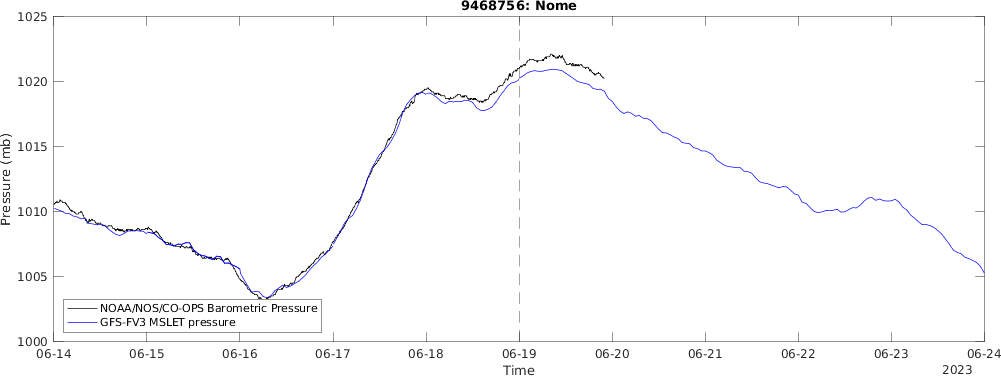 9468756: Nome
1025
1020
1015
1010
1005
1000
Pressure (mb)
NOAA/NOS/CO-OPS Barometric Pressure
GFS-FV3 MSLET pressure
06-14 06-15 06-16 06-17 06-18 06-19 06-20 06-21 06-22 06-23 06-24
Time
2023